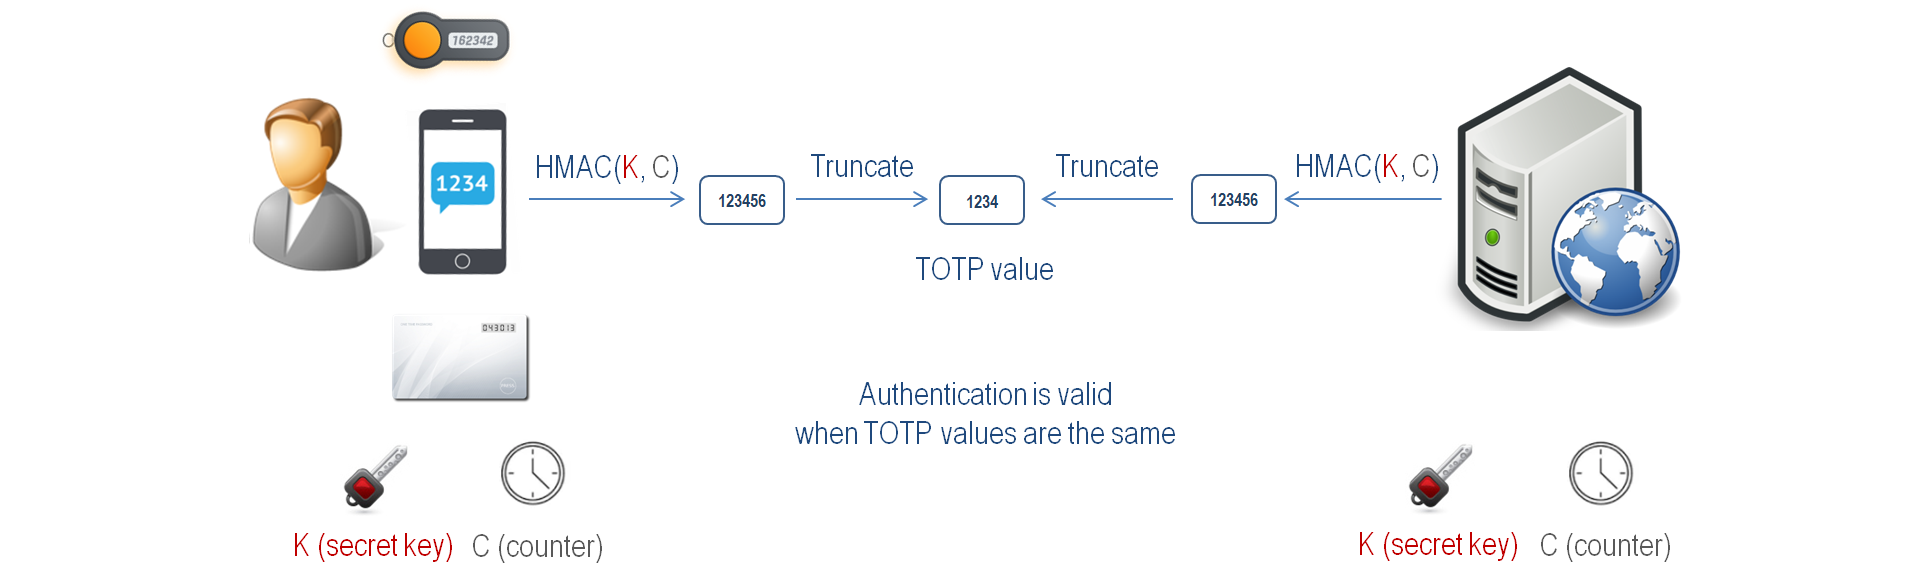 162342
1234
HMAC(K, C)
123456
Truncate
1234
Truncate
123456
HMAC(K, C)
TOTP value
043013
Authentication is valid
when TOTP values are the same
K (secret key) C (counter)
K (secret key) C (counter)